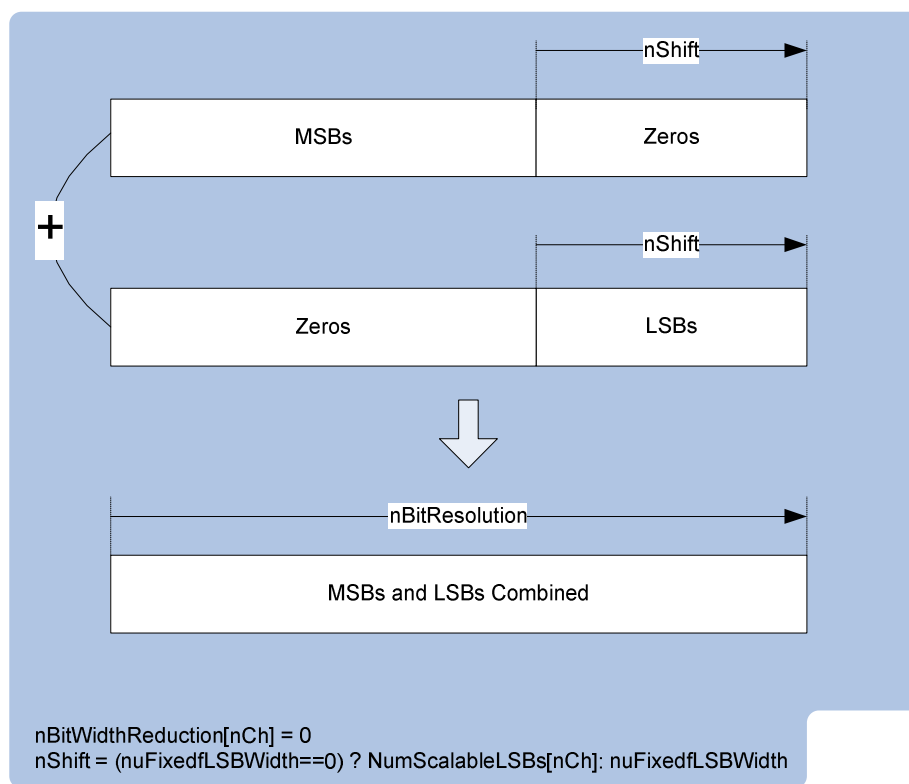 nShift
MSBs Zeros
+
nShift
Zeros LSBs
nBitResolution
MSBs and LSBs Combined
nBitWidthReduction[nCh] = 0
nShift = (nuFixedfLSBWidth==0) ? NumScalableLSBs[nCh]: nuFixedfLSBWidth